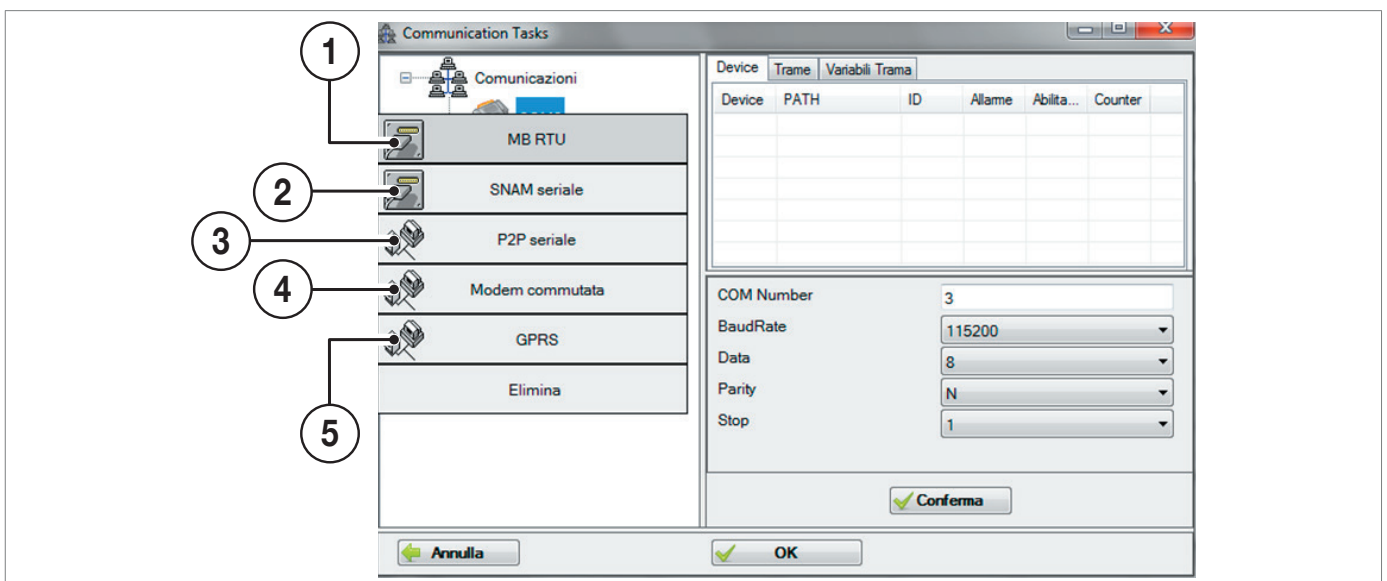 Communication Tasks
1
Comunicazioni
Device Trame Variabili Trama
Device PATH ID Allarme Abilita... Counter
MB RTU
2
SNAM seriale
3
P2P seriale
4
Modem commutata
GPRS
5
Elimina
COM Number 3
BaudRate 115200
Data 8
Parity N
Stop 1
Conferma
Annulla
OK